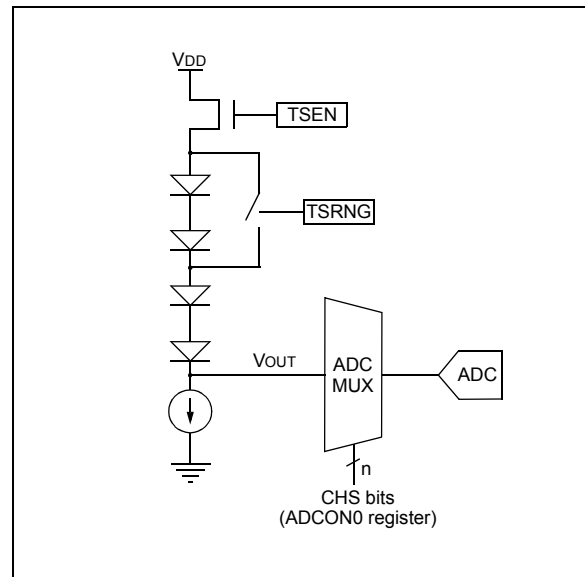 VDD
TSEN
TSRNG
VOUT
ADC
MUX
ADC
n
CHS bits
(ADCON0 register)